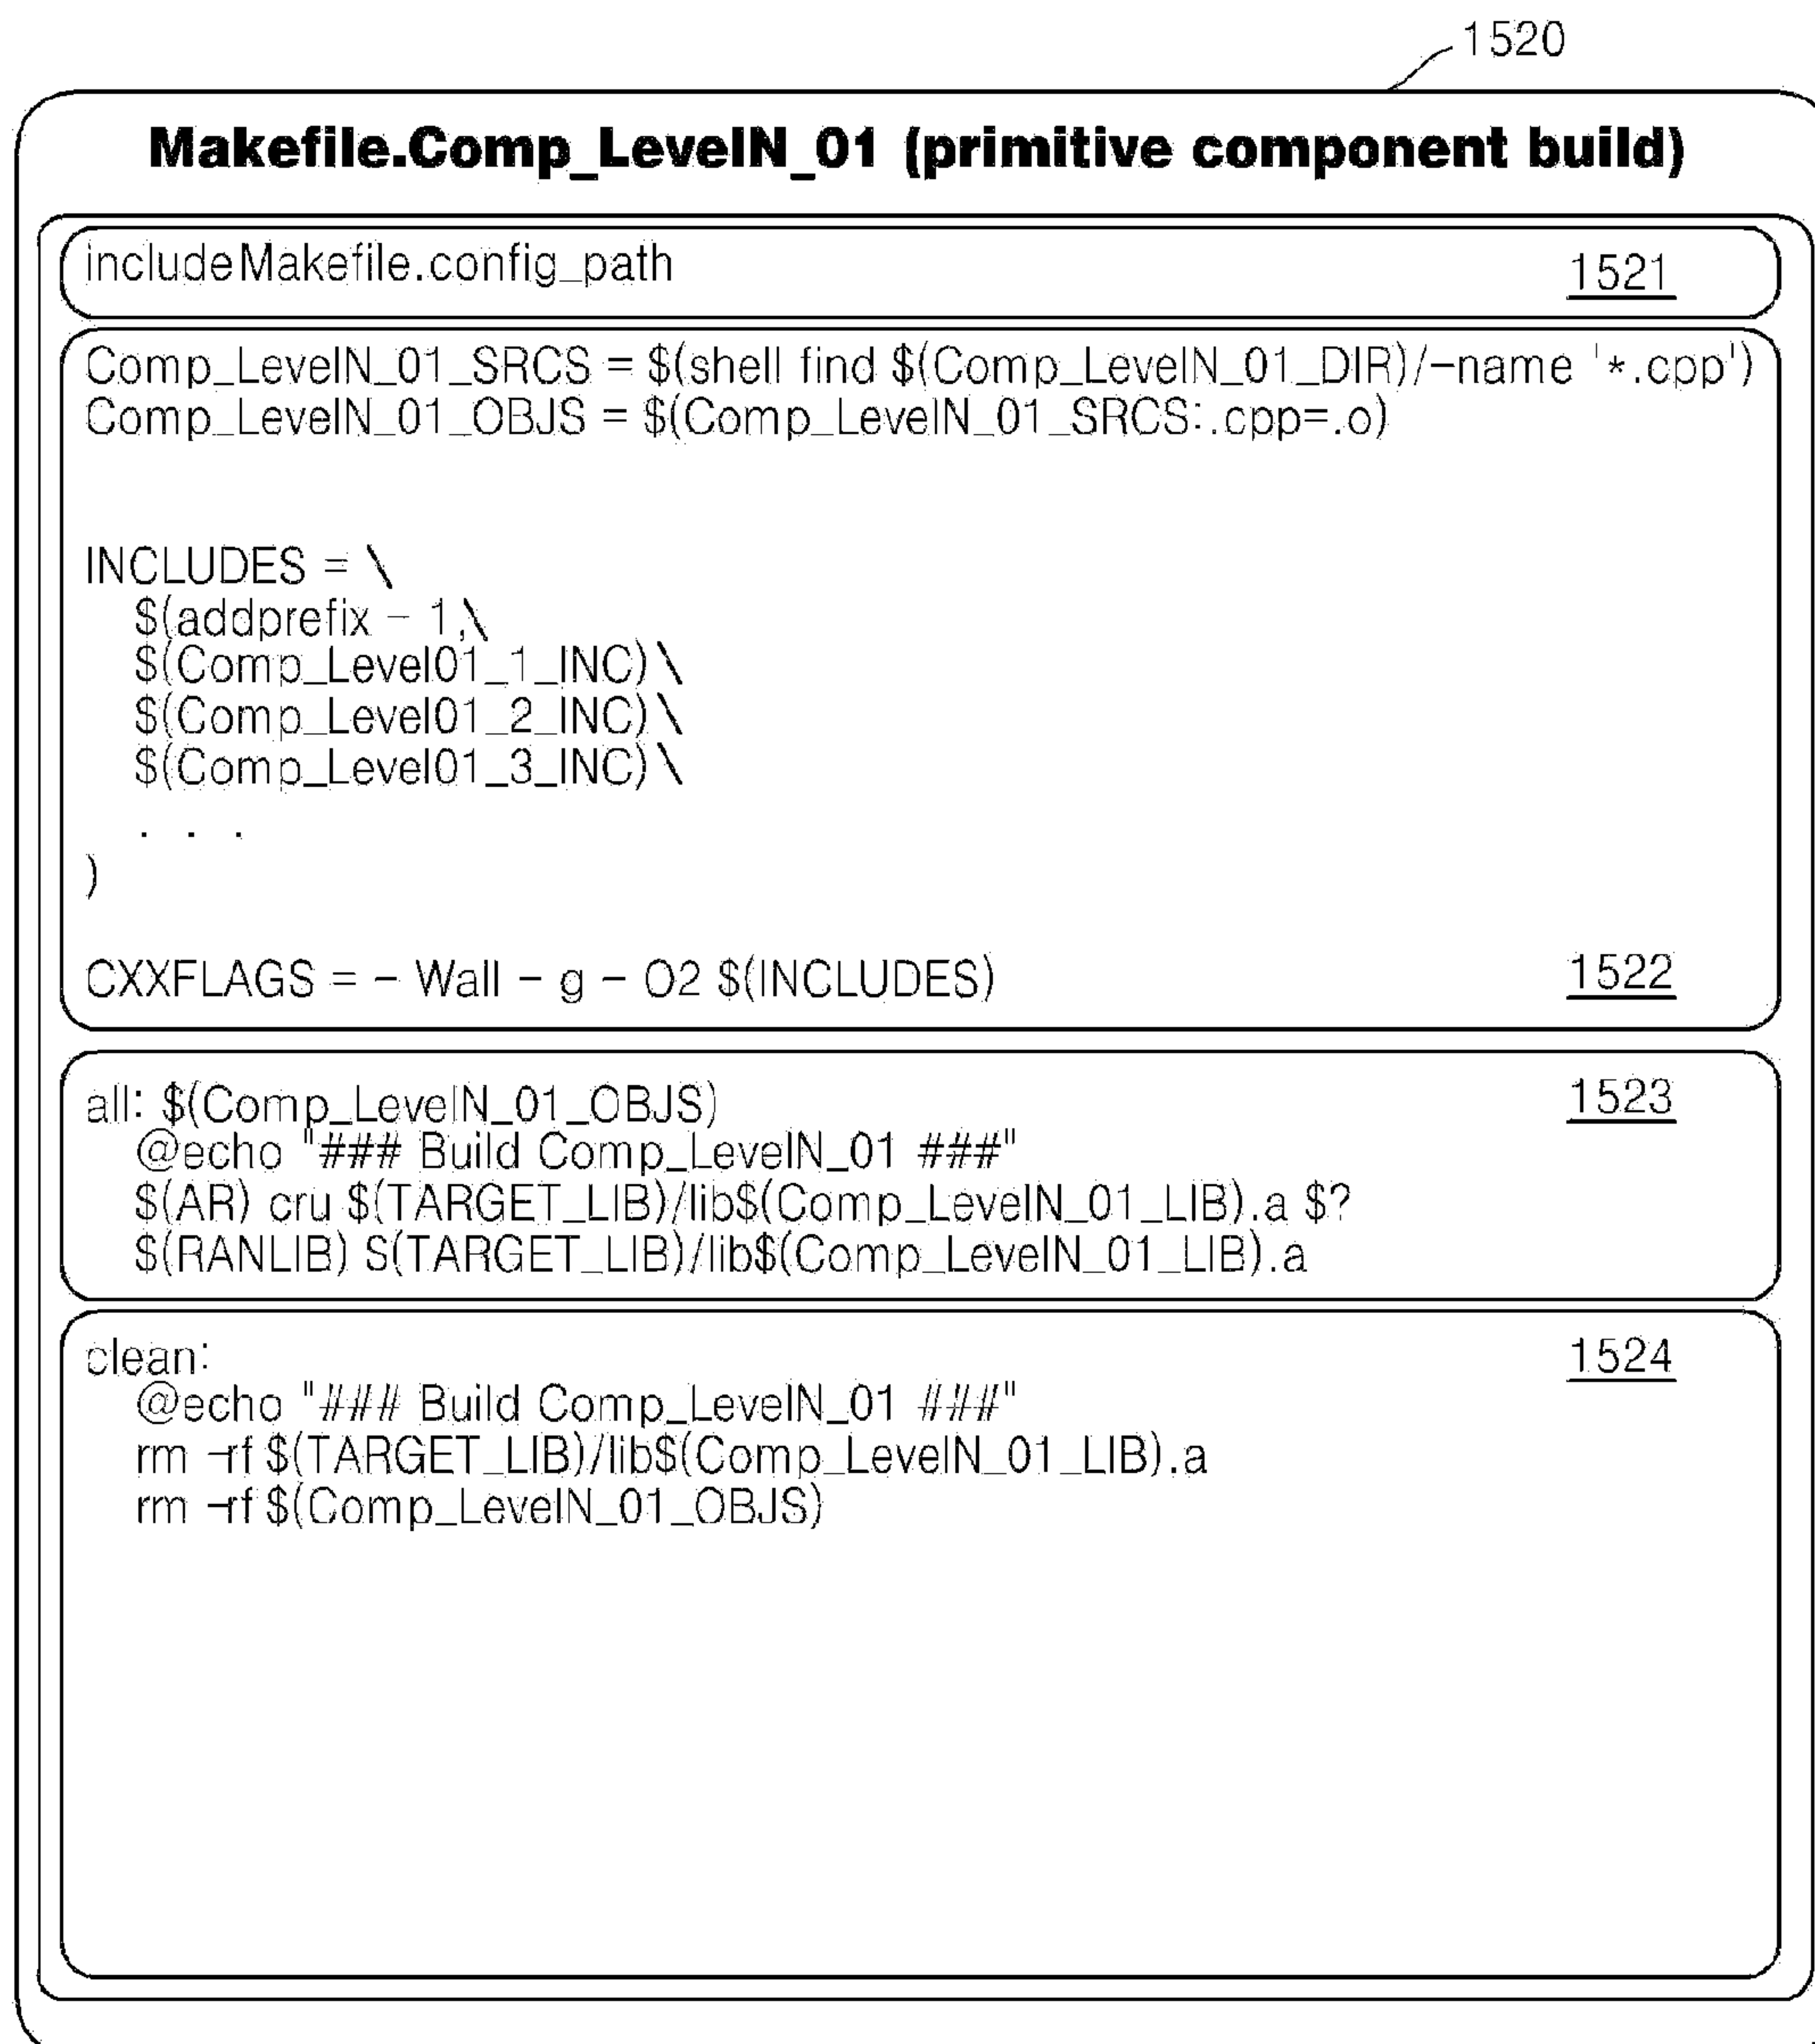 1520
Makefile.Comp_LevelN_01 (primitive component build)
includeMakefile.config_path 1521
Comp_LevelN_01_SRCS = $(shell find $(Comp_LevelN_01_DIR)/-name '*.cpp')
Comp_LevelN_01_OBJS = $(Comp_LevelN_01_SRCS:.cpp=.o)
INCLUDES = \
$(addprefix - 1,\
$(Comp_Level01_1_INC)\
$(Comp_Level01_2_INC)\
$(Comp_Level01_3_INC)\
. . .
)
CXXFLAGS = - Wall - g - O2 $(INCLUDES) 1522
all: $(Comp_LevelN_01_OBJS) 1523
@echo "### Build Comp_LevelN_01 ###"
$(AR) cru $(TARGET_LIB)/lib$(Comp_LevelN_01_LIB).a $?
$(RANLIB) S(TARGET_LIB)/lib$(Comp_LevelN_01_LIB).a
clean: 1524
@echo "### Build Comp_LevelN_01 ###"
rm -rf $(TARGET_LIB)/lib$(Comp_LevelN_01_LIB).a
rm -rf $(Comp_LevelN_01_OBJS)